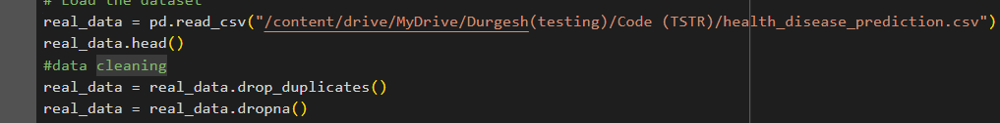 # Load the dataset
real_data = pd.read_csv("/content/drive/MyDrive/Durgesh(testing)/Code (TSTR)/health_disease_prediction.csv")
real_data.head()
#data cleaning
real_data = real_data.drop_duplicates()
real_data = real_data.dropna()